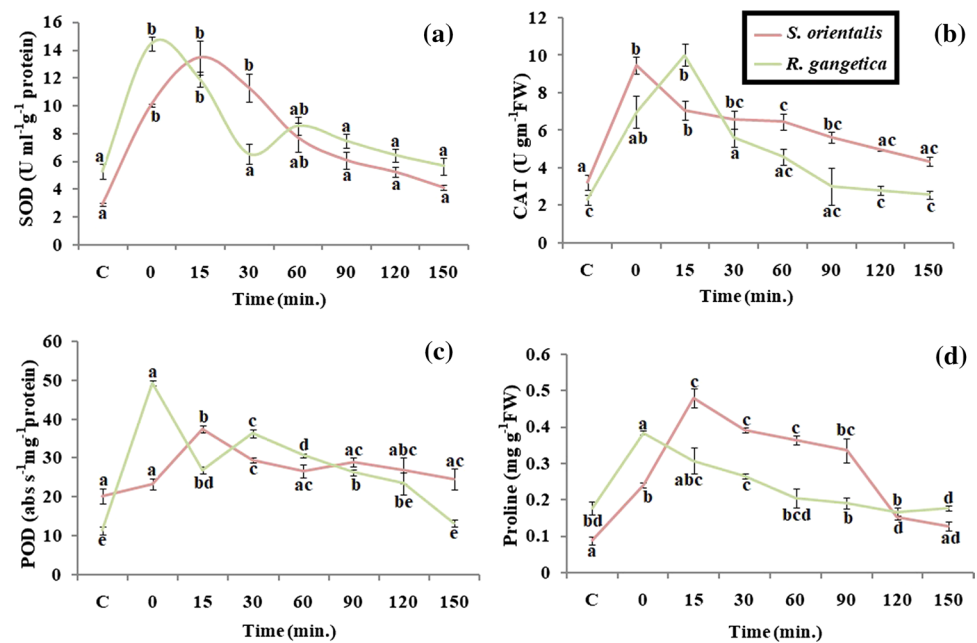 (a)
SOD (U ml⁻¹g⁻¹ protein)
16
14
12
10
8
6
4
2
0
b
b
b
ab
a
a
a
a
a
b
b
a
ab
a
a
a
C 0 15 30 60 90 120 150
Time (min.)
(b)
S. orientalis
R. gangetica
CAT (U gm⁻¹FW)
12
10
8
6
4
2
0
b
a
bc
c
bc
ac
ac
b
b
ab
c
a
ac
ac
c
c
C 0 15 30 60 90 120 150
Time (min.)
(c)
POD (abs s⁻¹mg⁻¹protein)
60
50
40
30
20
10
0
a
b
c
d
ac
abc
ac
a
a
bd
c
ac
b
be
e
e
C 0 15 30 60 90 120 150
Time (min.)
(d)
Proline (mg g⁻¹FW)
0.6
0.5
0.4
0.3
0.2
0.1
0
c
a
c
c
bc
b
d
bd
b
abc
c
bcd
b
d
ad
a
C 0 15 30 60 90 120 150
Time (min.)